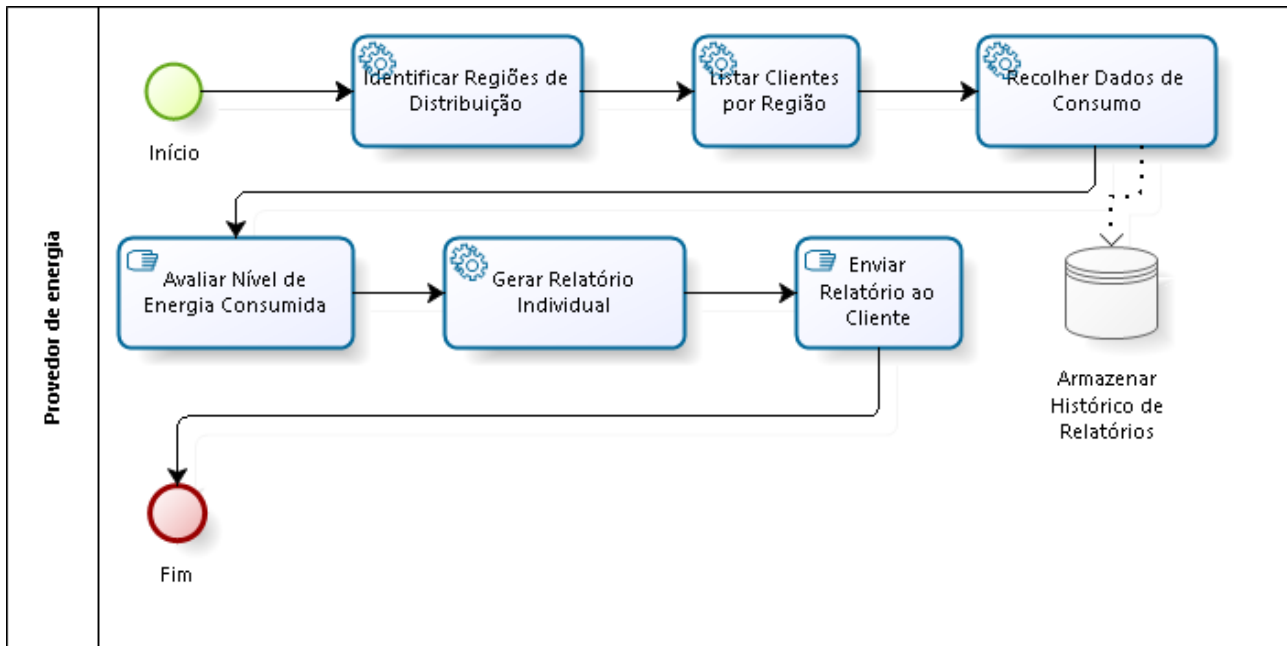 Provedor de energia
Início
Identificar Regiões de
Distribuição
Listar Clientes
por Região
Recolher Dados de
Consumo
Avaliar Nível de
Energia Consumida
Gerar Relatório
Individual
Enviar
Relatório ao
Cliente
Armazenar
Histórico de
Relatórios
Fim